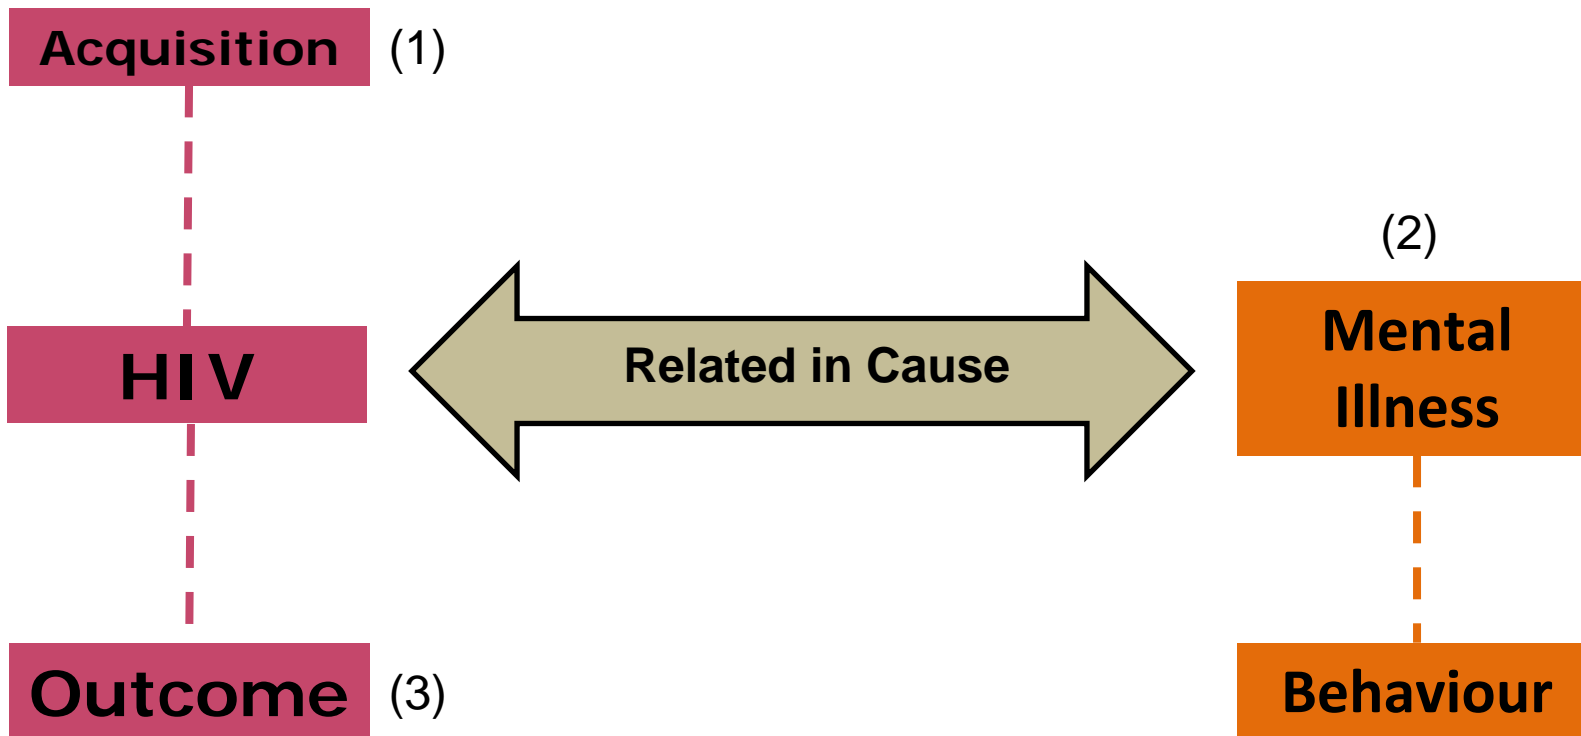 Acquisition (1)
(2)
HIV
Related in Cause
Mental
Illness
Outcome (3)
Behaviour